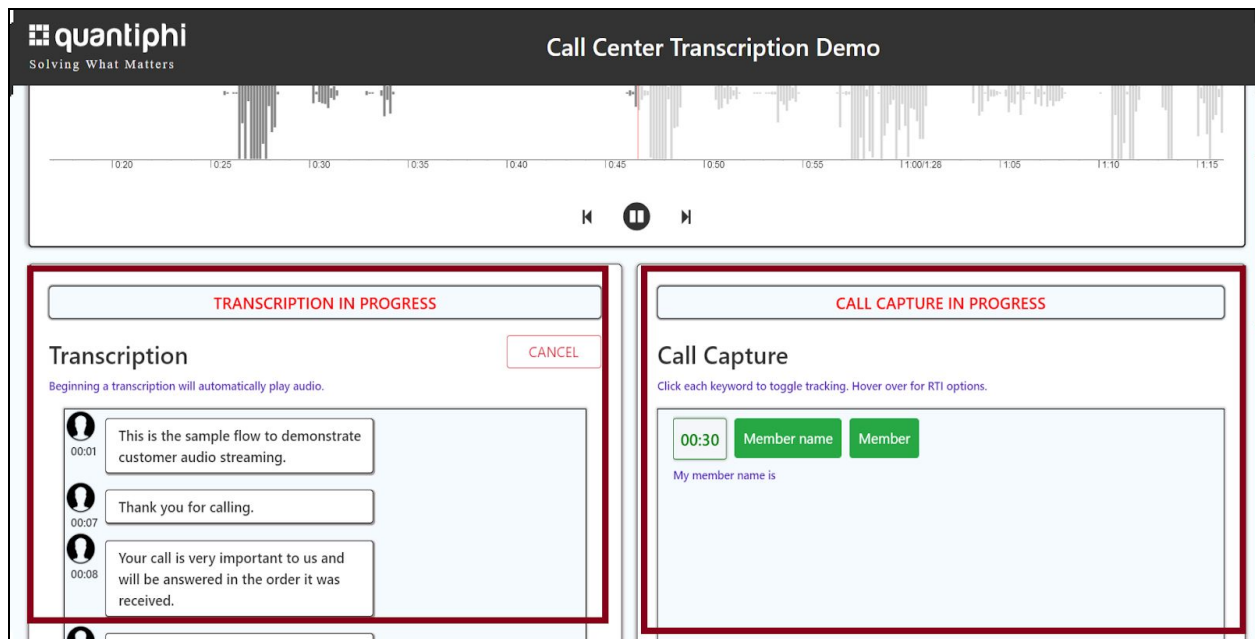 quantiphi
Solving What Matters
Call Center Transcription Demo
0:20 0:25 0:30 0:35 0:40 0:45 0:50 0:55 1:00/1:26 1:05 1:10 1:15
TRANSCRIPTION IN PROGRESS
Transcription
CANCEL
Beginning a transcription will automatically play audio.
00:01
This is the sample flow to demonstrate
customer audio streaming.
00:07
Thank you for calling.
00:08
Your call is very important to us and
will be answered in the order it was
received.
CALL CAPTURE IN PROGRESS
Call Capture
Click each keyword to toggle tracking. Hover over for RTI options.
00:30 Member name Member
My member name is